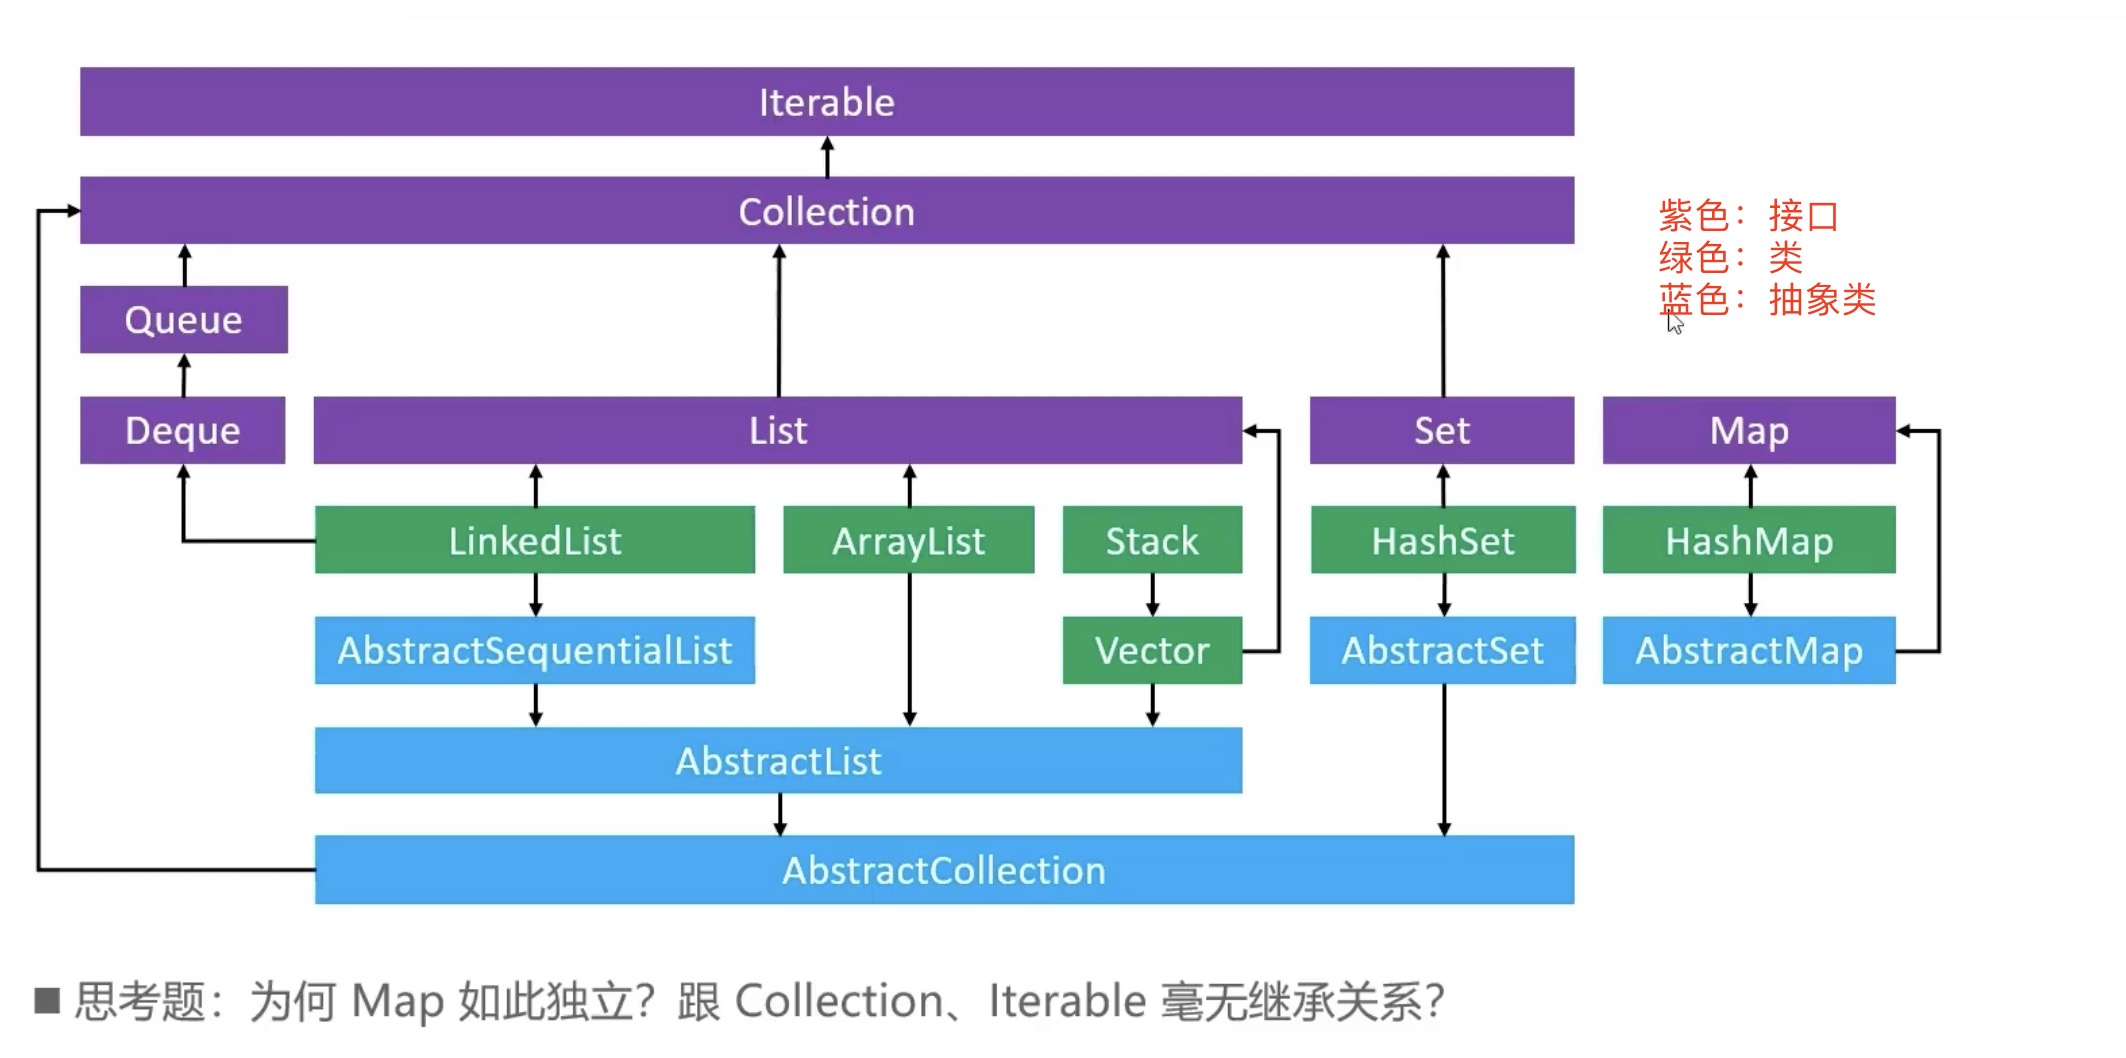 Iterable
Collection
紫色：接口
绿色：类
蓝色：抽象类
Queue
Deque
List
Set
Map
LinkedList
ArrayList
Stack
HashSet
HashMap
AbstractSequentialList
Vector
AbstractSet
AbstractMap
AbstractList
AbstractCollection
■ 思考题：为何 Map 如此独立？跟 Collection、Iterable 毫无继承关系？